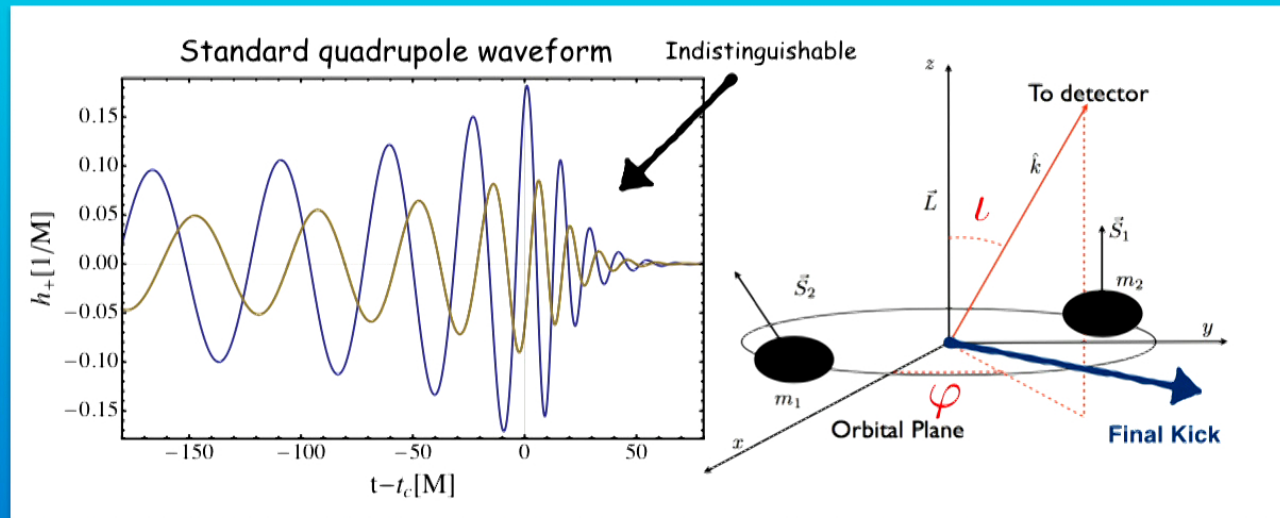 Standard quadrupole waveform
Indistinguishable
h₊[1/M]
0.15
0.10
0.05
0.00
−0.05
−0.10
−0.15
−150
−100
−50
0
50
t−t_c[M]
z
To detector
k̂
L⃗
ι
S⃗₁
m₂
S⃗₂
y
m₁
φ
x
Orbital Plane
Final Kick